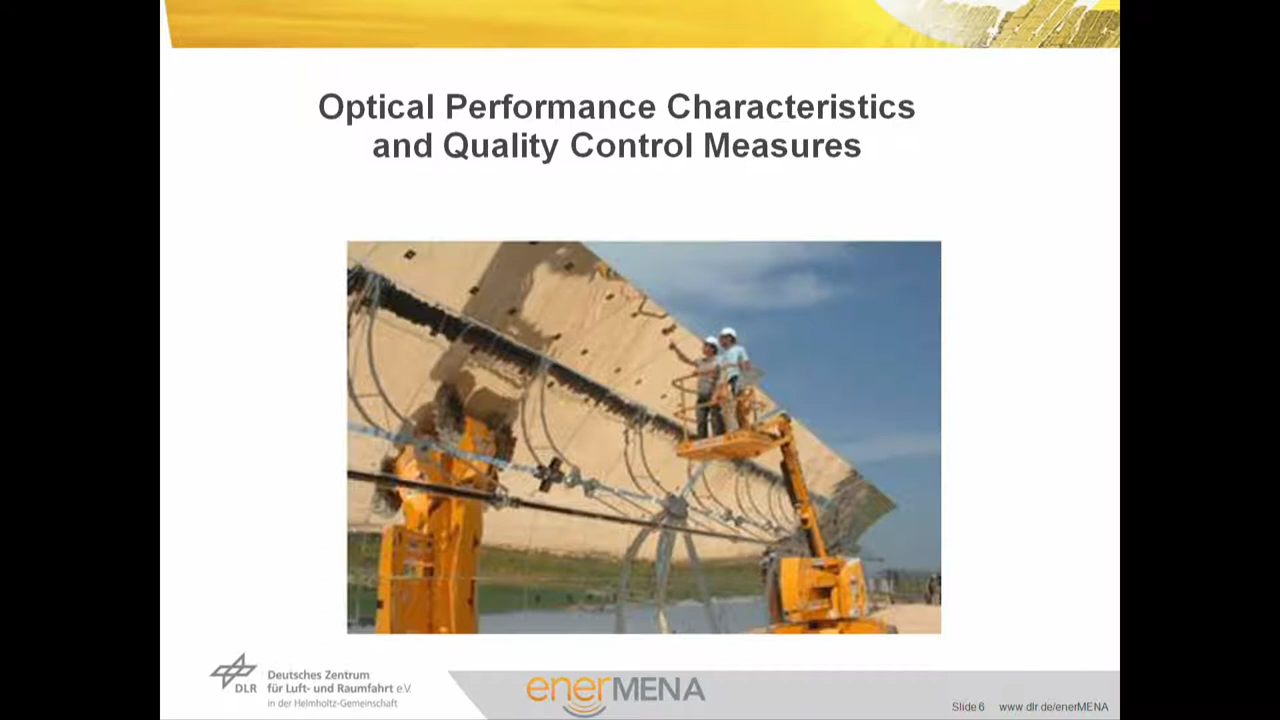 Optical Performance Characteristics
and Quality Control Measures
DLR
Deutsches Zentrum
für Luft- und Raumfahrt e.V.
in der Helmholtz-Gemeinschaft
enerMENA
Slide 6 www.dlr.de/enerMENA